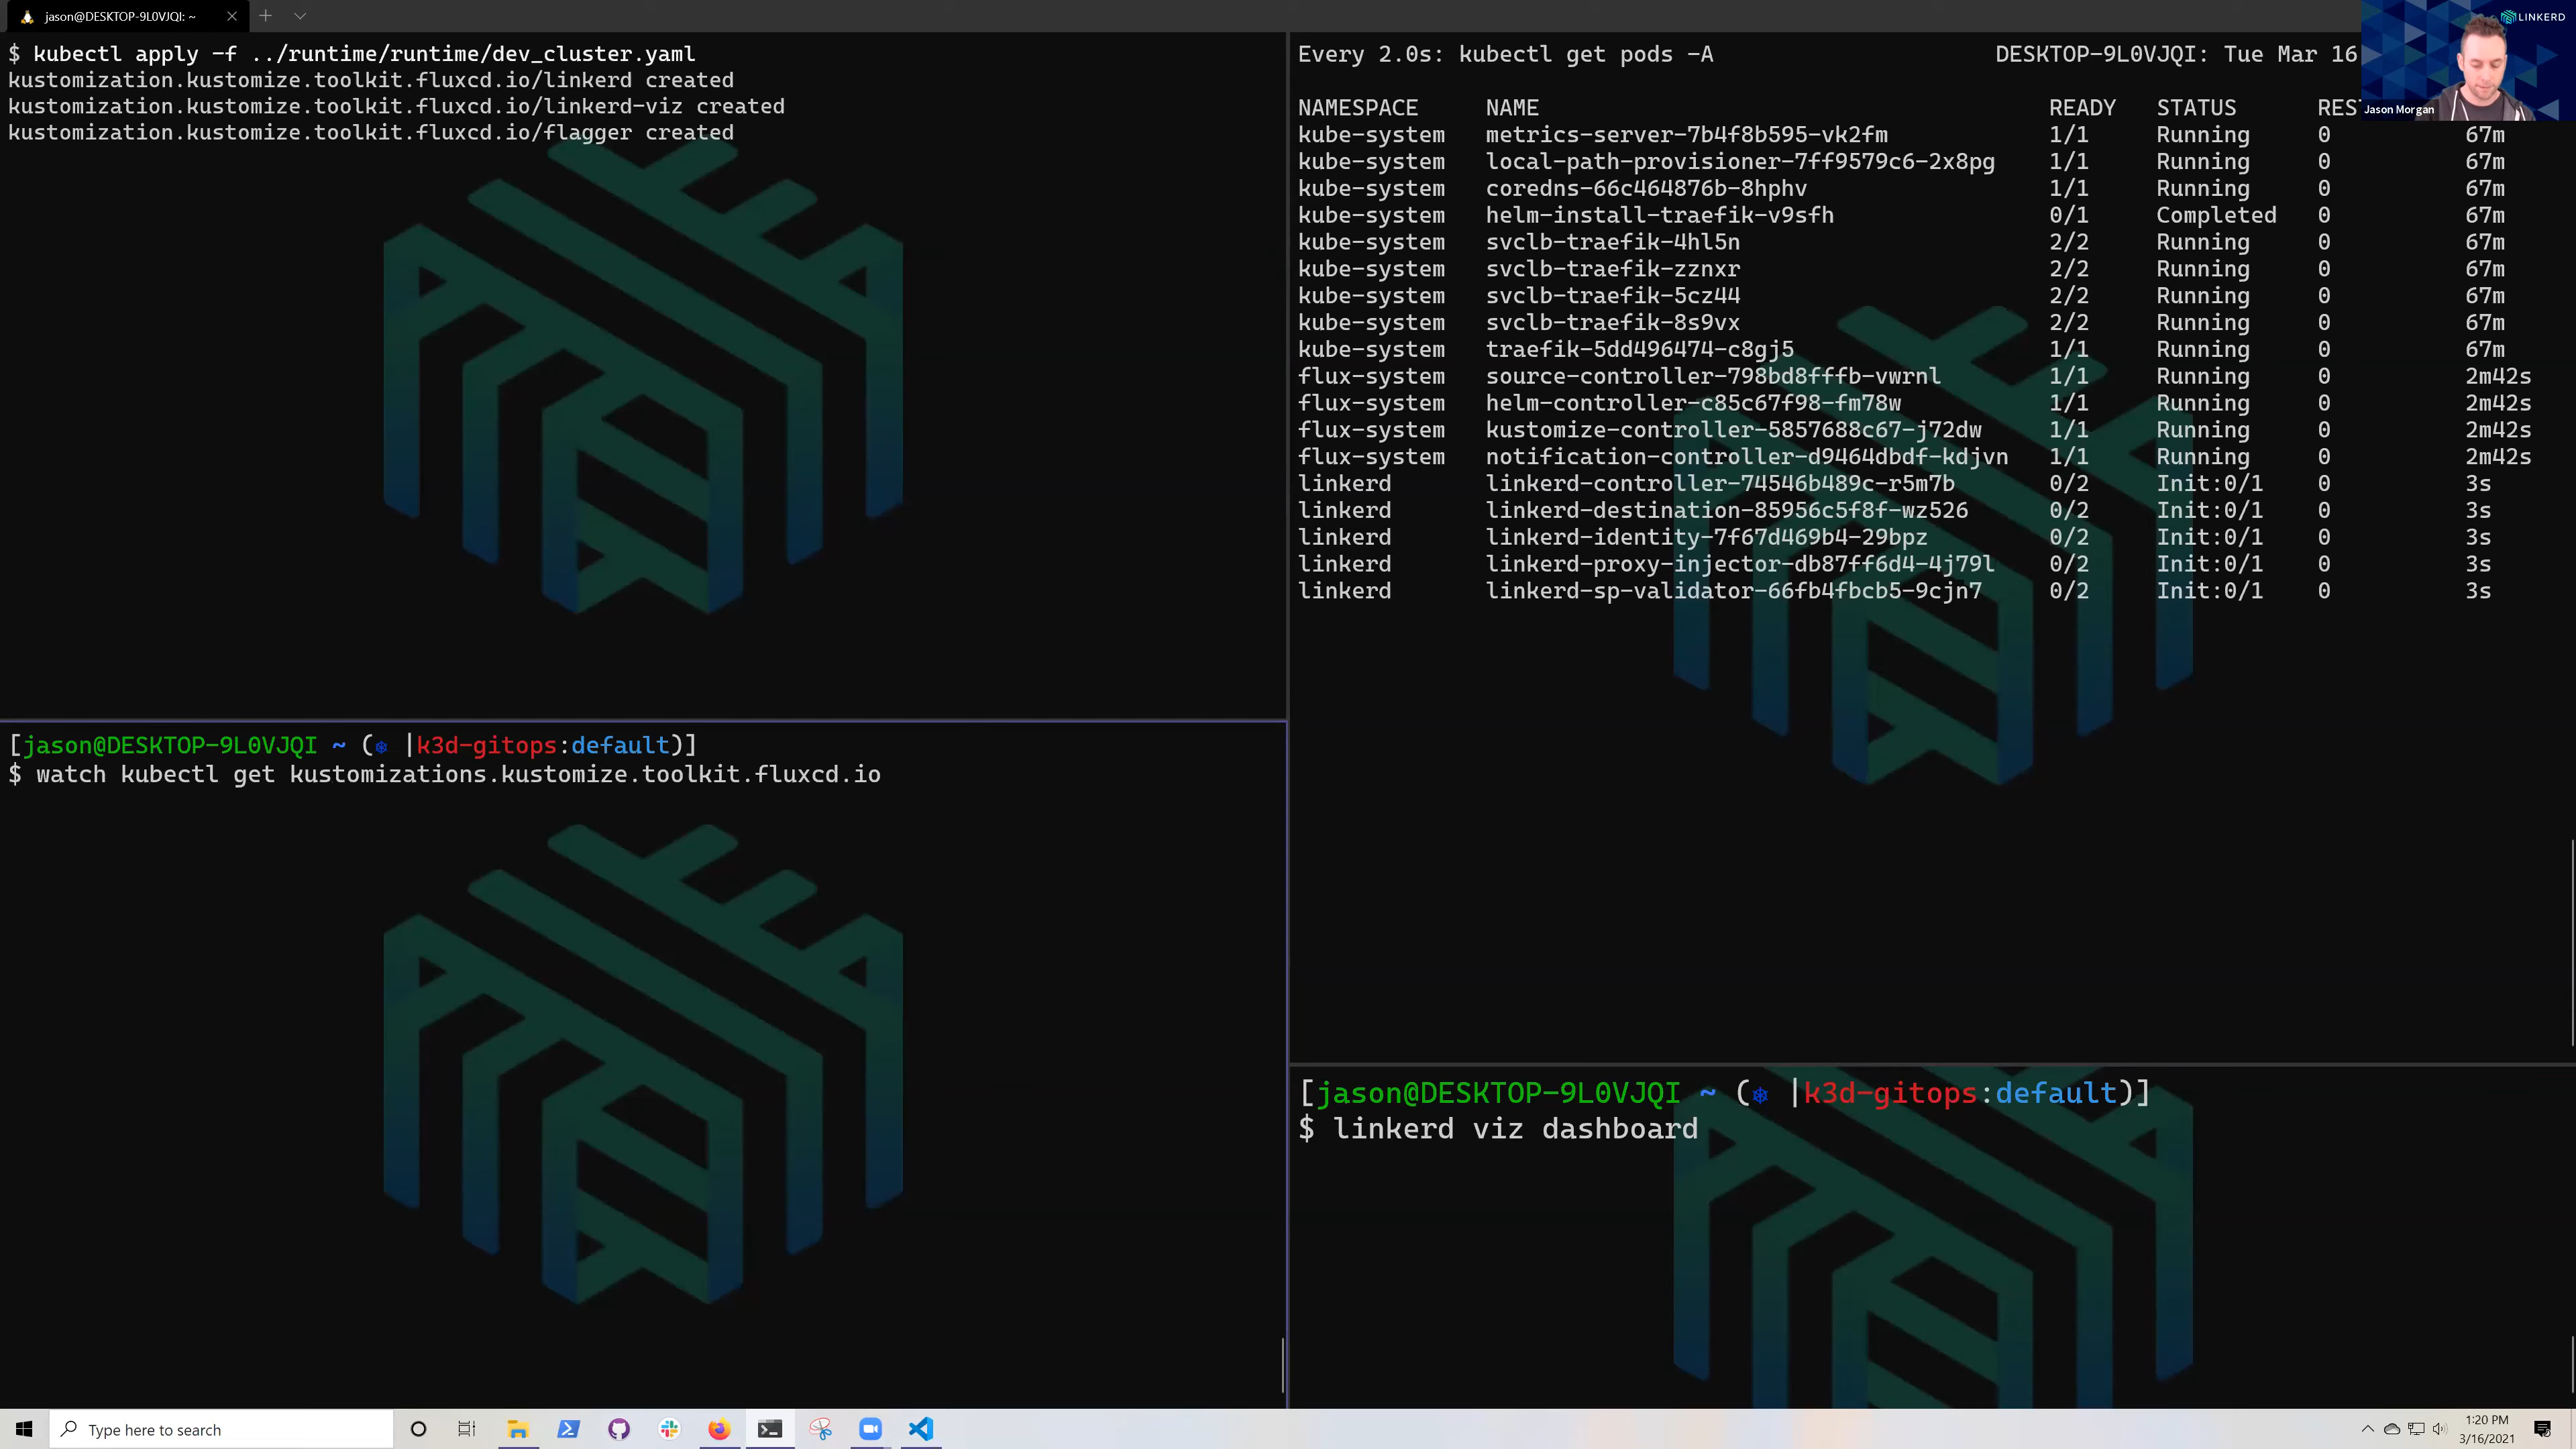 jason@DESKTOP-9L0VJQI: ~
LINKERD
Jason Morgan
$ kubectl apply -f ../runtime/runtime/dev_cluster.yaml
kustomization.kustomize.toolkit.fluxcd.io/linkerd created
kustomization.kustomize.toolkit.fluxcd.io/linkerd-viz created
kustomization.kustomize.toolkit.fluxcd.io/flagger created
Every 2.0s: kubectl get pods -A DESKTOP-9L0VJQI: Tue Mar 16
NAMESPACE NAME READY STATUS
kube-system metrics-server-7b4f8b595-vk2fm 1/1 Running 0 67m
kube-system local-path-provisioner-7ff9579c6-2x8pg 1/1 Running 0 67m
kube-system coredns-66c464876b-8hphv 1/1 Running 0 67m
kube-system helm-install-traefik-v9sfh 0/1 Completed 0 67m
kube-system svclb-traefik-4hl5n 2/2 Running 0 67m
kube-system svclb-traefik-zznxr 2/2 Running 0 67m
kube-system svclb-traefik-5cz44 2/2 Running 0 67m
kube-system svclb-traefik-8s9vx 2/2 Running 0 67m
kube-system traefik-5dd496474-c8gj5 1/1 Running 0 67m
flux-system source-controller-798bd8fffb-vwrnl 1/1 Running 0 2m42s
flux-system helm-controller-c85c67f98-fm78w 1/1 Running 0 2m42s
flux-system kustomize-controller-5857688c67-j72dw 1/1 Running 0 2m42s
flux-system notification-controller-d9464dbdf-kdjvn 1/1 Running 0 2m42s
linkerd linkerd-controller-74546b489c-r5m7b 0/2 Init:0/1 0 3s
linkerd linkerd-destination-85956c5f8f-wz526 0/2 Init:0/1 0 3s
linkerd linkerd-identity-7f67d469b4-29bpz 0/2 Init:0/1 0 3s
linkerd linkerd-proxy-injector-db87ff6d4-4j79l 0/2 Init:0/1 0 3s
linkerd linkerd-sp-validator-66fb4fbcb5-9cjn7 0/2 Init:0/1 0 3s
[jason@DESKTOP-9L0VJQI ~ (⎈ |k3d-gitops:default)]
$ watch kubectl get kustomizations.kustomize.toolkit.fluxcd.io
[jason@DESKTOP-9L0VJQI ~ (⎈ |k3d-gitops:default)]
$ linkerd viz dashboard
Type here to search
1:20 PM
3/16/2021